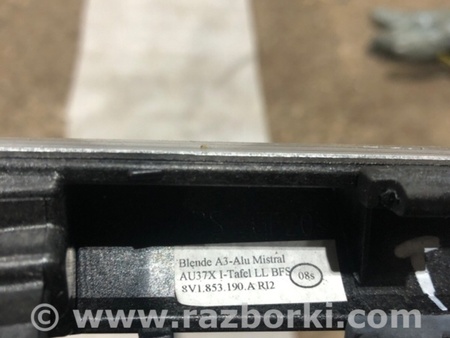 Blende A3-Alu Mistral
AU37X I-Tafel LL BFS 08s
8V1.853.190.A RI2
www.razborki.com